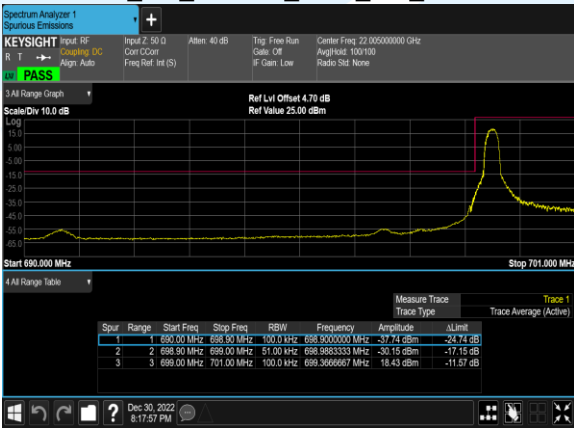 Spectrum Analyzer 1
Spurious Emissions
+
KEYSIGHT Input: RF Input Z: 50 Ω Atten: 40 dB Trig: Free Run Center Freq: 22.005000000 GHz
R T Coupling: DC Corr CCorr Gate: Off Avg|Hold: 100/100
Align: Auto Freq Ref: Int (S) IF Gain: Low Radio Std: None
LXI PASS
3 All Range Graph
Ref Lvl Offset 4.70 dB
Scale/Div 10.0 dB Ref Value 25.00 dBm
Log
15.0
5.00
-5.00
-15.0
-25.0
-35.0
-45.0
-55.0
-65.0
Start 690.000 MHz Stop 701.000 MHz
4 All Range Table
Measure Trace Trace 1
Trace Type Trace Average (Active)
Spur Range Start Freq Stop Freq RBW Frequency Amplitude ΔLimit
1 1 690.00 MHz 698.90 MHz 100.0 kHz 698.9000000 MHz -37.74 dBm -24.74 dB
2 2 698.90 MHz 699.00 MHz 51.00 kHz 698.9883333 MHz -30.15 dBm -17.15 dB
3 3 699.00 MHz 701.00 MHz 100.0 kHz 699.3666667 MHz 18.43 dBm -11.57 dB
? Dec 30, 2022
8:17:57 PM